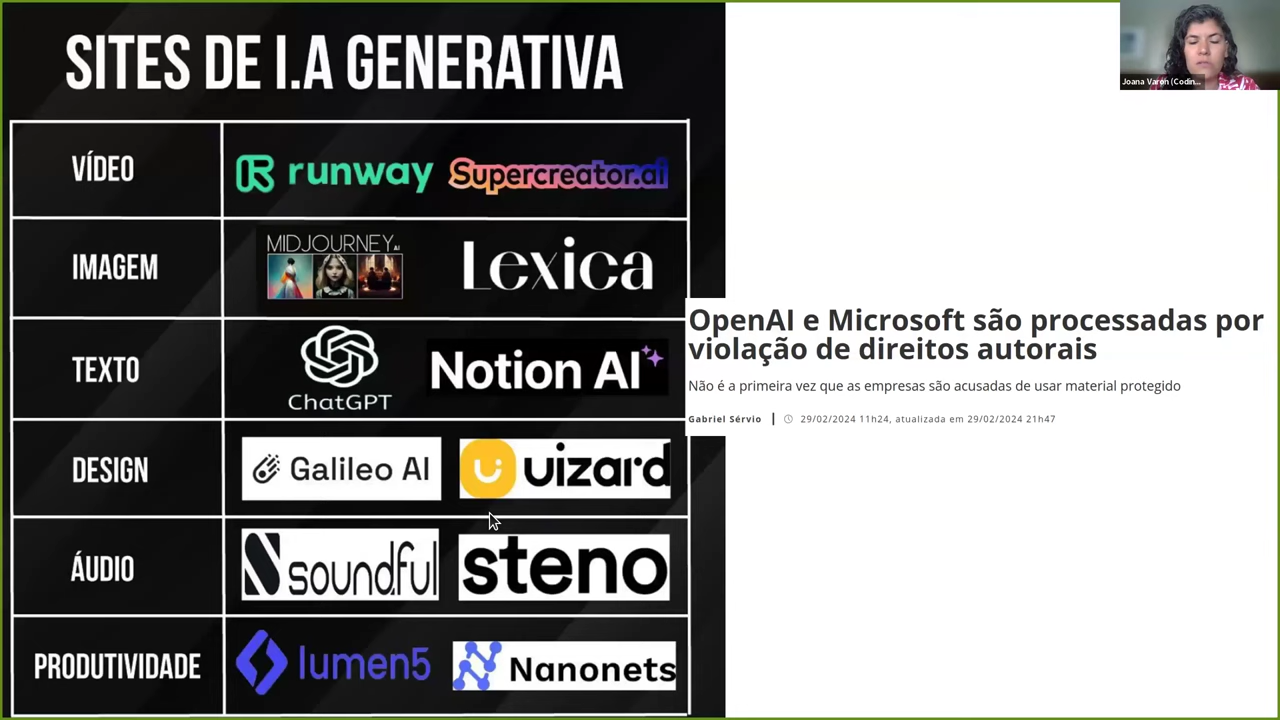 SITES DE I.A GENERATIVA
VÍDEO
runway Supercreator.ai
IMAGEM
MIDJOURNEY AI Lexica
TEXTO
ChatGPT Notion AI
DESIGN
Galileo AI uizard
ÁUDIO
soundful steno
PRODUTIVIDADE
lumen5 Nanonets
OpenAI e Microsoft são processadas por
violação de direitos autorais
Não é a primeira vez que as empresas são acusadas de usar material protegido
Gabriel Sérvio | 29/02/2024 11h24, atualizada em 29/02/2024 21h47
Joana Varon (Codin...